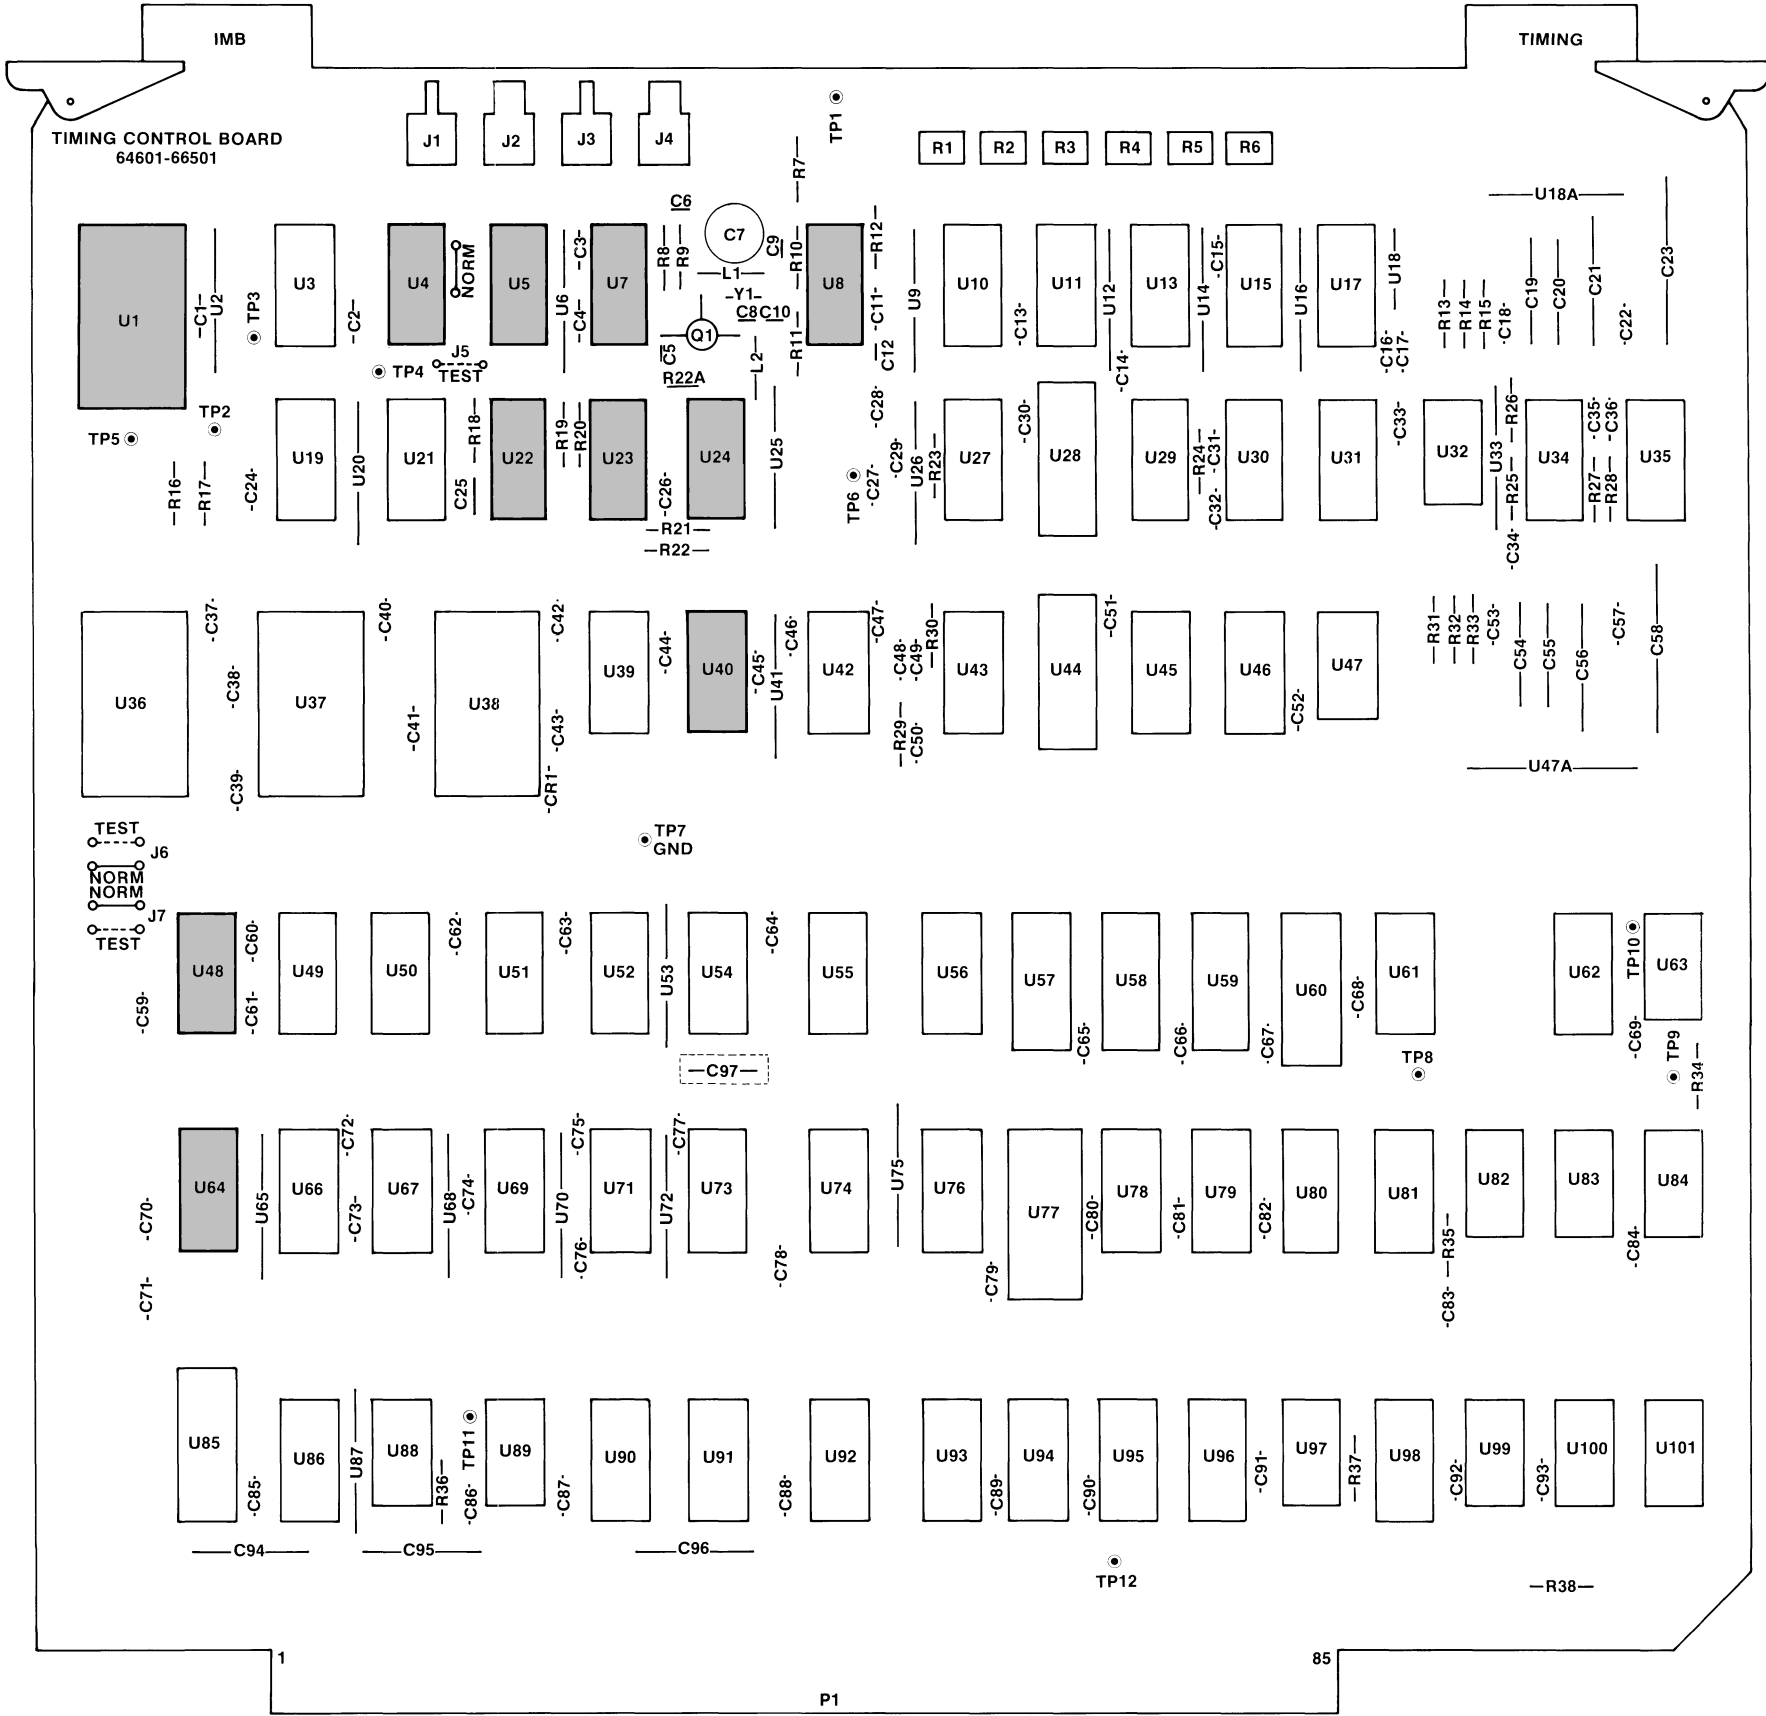 IMB
TIMING
TIMING CONTROL BOARD
64601-66501
J1
J2
J3
J4
TP1
R1
R2
R3
R4
R5
R6
R7
C6
U18A
U1
C1
U2
TP3
U3
C2
U4
NORM
U5
U6
C3
C4
U7
R8
R9
C7
L1
Y1
C8
C10
Q1
C5
R22A
L2
C9
R10
R11
U8
R12
C11
C12
U9
U10
C13
U11
U12
C14
U13
U14
C15
U15
U16
U17
U18
C16
C17
R13
R14
R15
C18
C19
C20
C21
C22
C23
J5
TEST
TP4
TP2
TP5
R16
R17
C24
U19
U20
U21
R18
C25
U22
R19
R20
U23
C26
U24
R21
R22
U25
TP6
C27
C28
C29
U26
R23
U27
C30
U28
U29
R24
C31
C32
U30
U31
C33
U32
U33
R26
R25
C34
U34
C35
C36
R27
R28
U35
U36
C37
C38
C39
U37
C40
C41
U38
C42
C43
CR1
U39
C44
U40
C45
U41
C46
U42
C47
C48
C49
R30
R29
C50
U43
U44
C51
U45
U46
C52
U47
R31
R32
R33
C53
C54
C55
C56
C57
C58
U47A
TEST
J6
NORM
NORM
J7
TEST
TP7
GND
C59
U48
C60
C61
U49
U50
C62
U51
C63
U52
U53
U54
C64
U55
U56
U57
C65
U58
C66
U59
C67
U60
C68
U61
TP8
U62
TP10
U63
C69
TP9
R34
C97
C70
C71
U64
U65
U66
C72
C73
U67
U68
C74
U69
U70
C75
C76
U71
U72
C77
U73
C78
U74
U75
U76
C79
U77
C80
U78
C81
U79
C82
U80
U81
R35
C83
U82
U83
C84
U84
U85
C85
U86
U87
U88
R36
TP11
C86
U89
C87
U90
U91
C88
U92
U93
C89
U94
C90
U95
U96
C91
U97
R37
U98
C92
U99
C93
U100
U101
C94
C95
C96
TP12
R38
1
85
P1